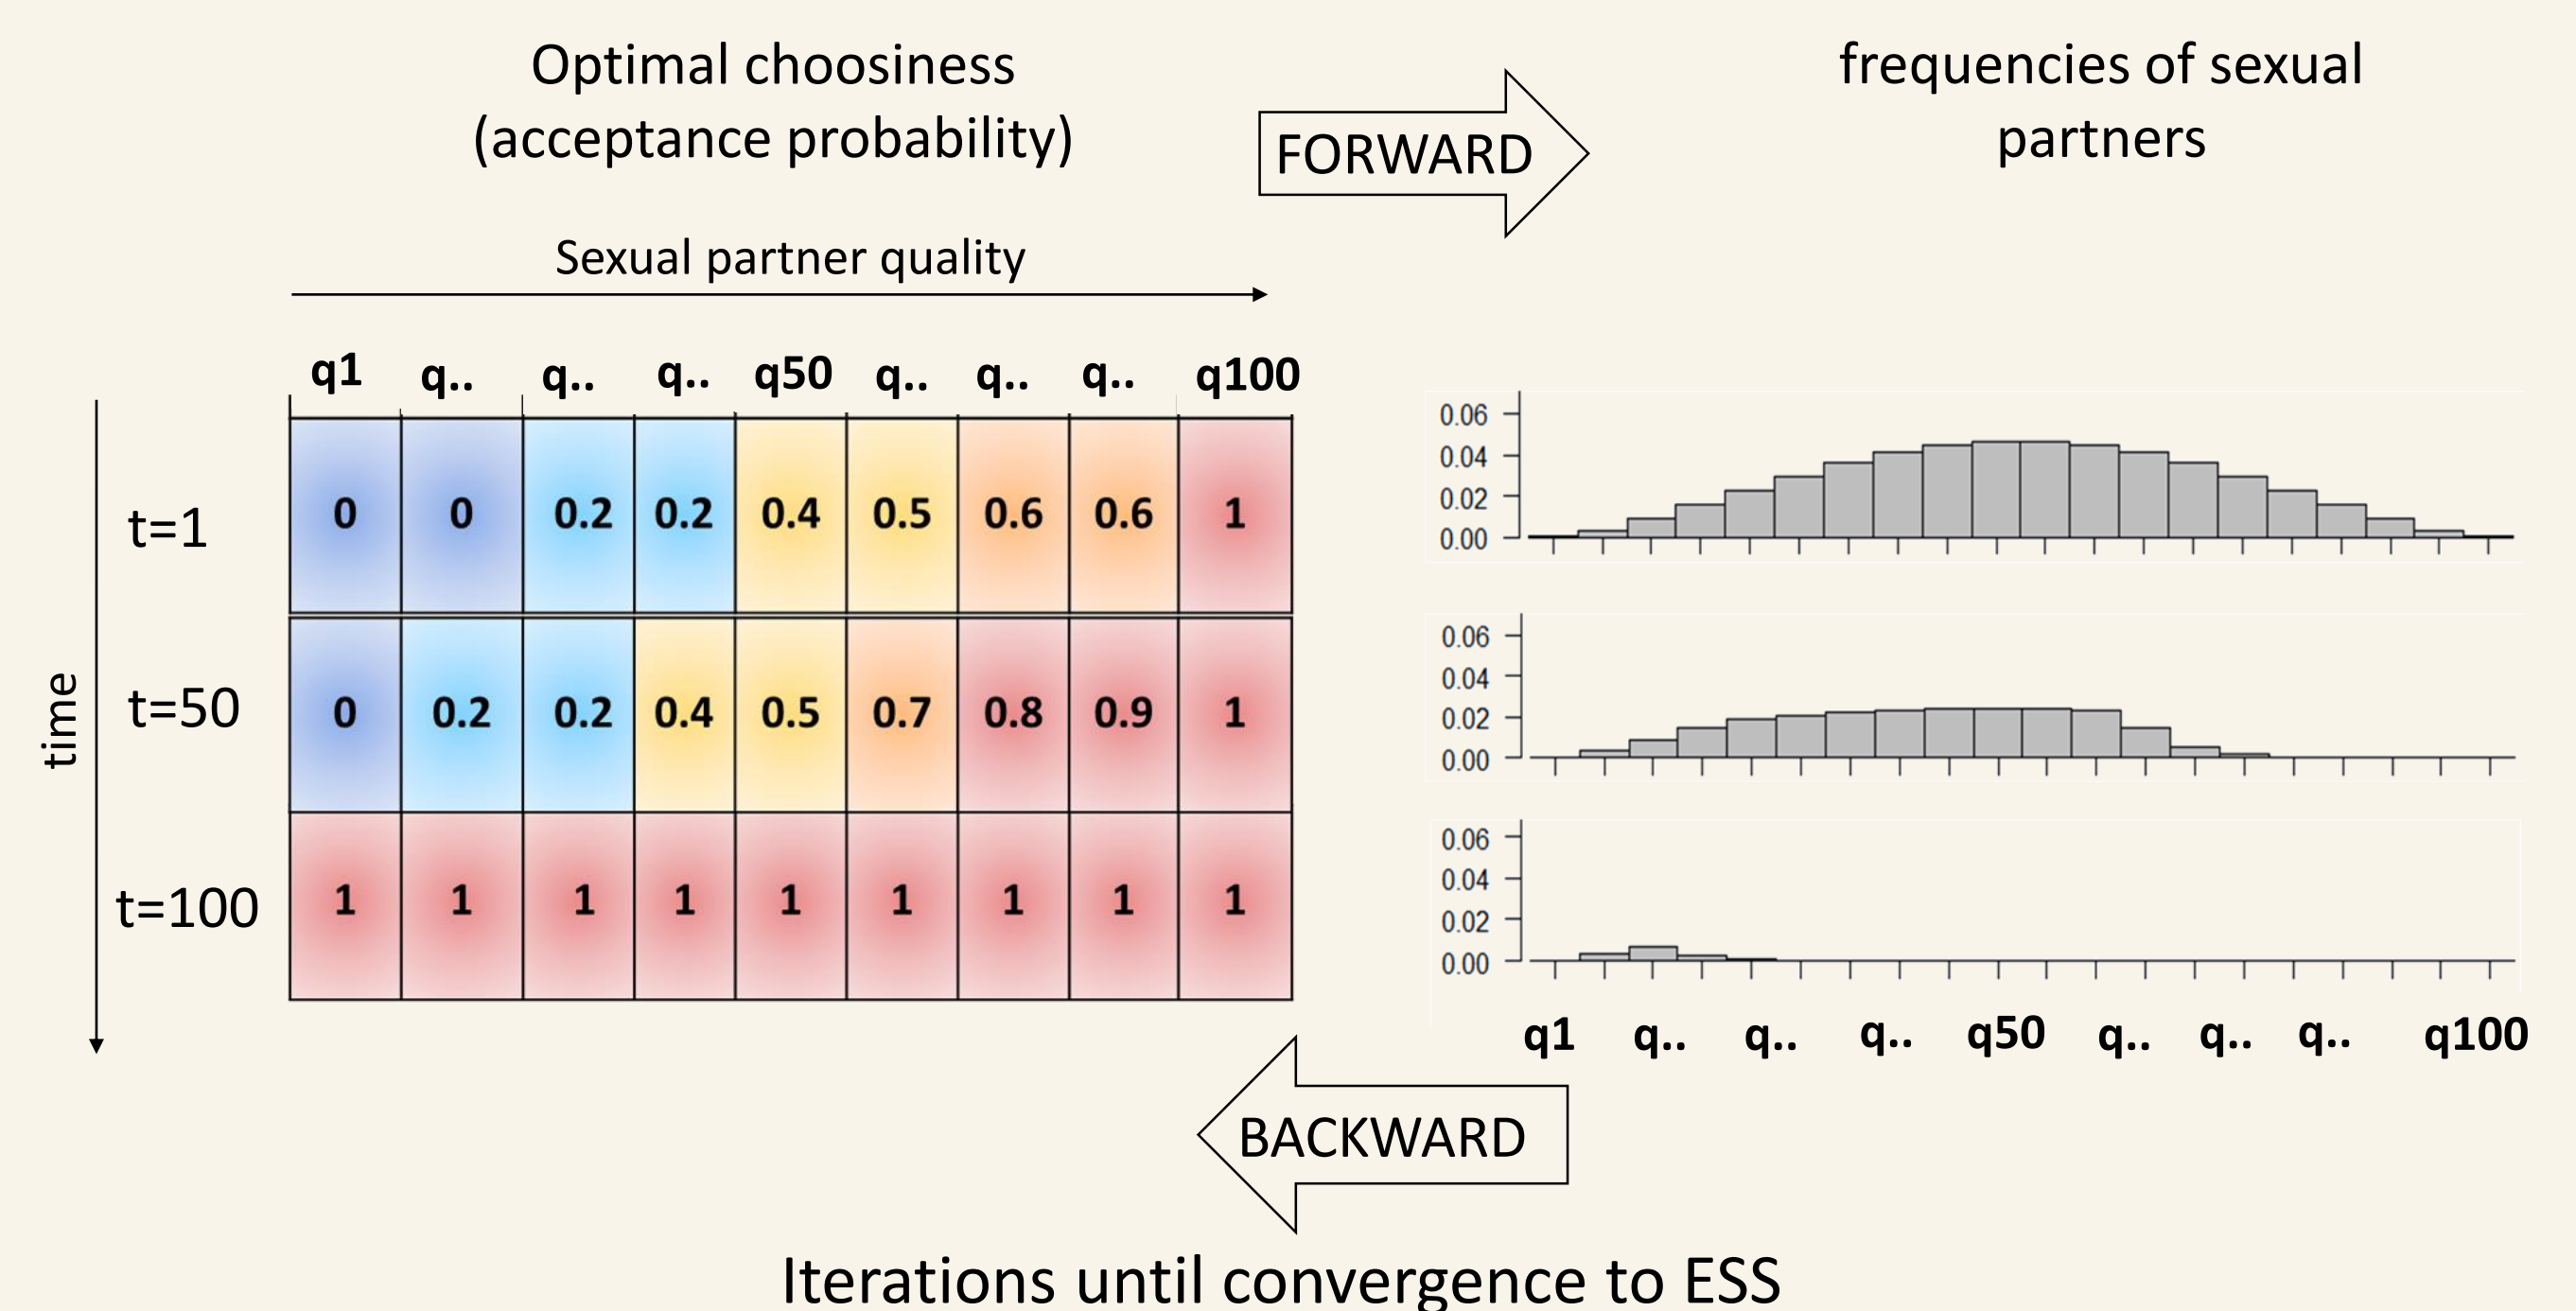 Optimal choosiness
(acceptance probability)
FORWARD
frequencies of sexual
partners
Sexual partner quality
q1 q.. q.. q.. q50 q.. q.. q.. q100
time
t=1
0 0 0.2 0.2 0.4 0.5 0.6 0.6 1
t=50
0 0.2 0.2 0.4 0.5 0.7 0.8 0.9 1
t=100
1 1 1 1 1 1 1 1 1
0.06
0.04
0.02
0.00
0.06
0.04
0.02
0.00
0.06
0.04
0.02
0.00
q1 q.. q.. q.. q50 q.. q.. q.. q100
BACKWARD
Iterations until convergence to ESS